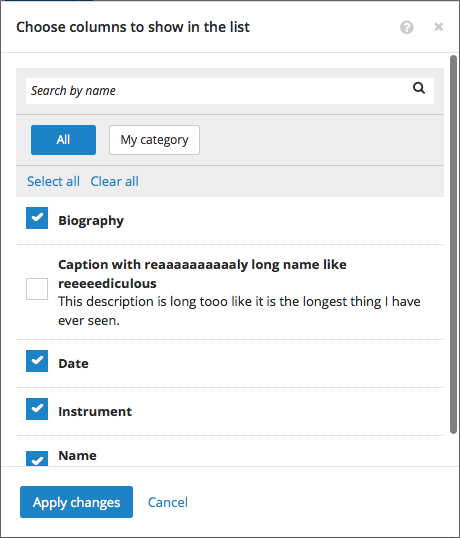 Choose columns to show in the list
Search by name
All
My category
Select all Clear all
Biography
Caption with reaaaaaaaaaaly long name like
reeeeediculous
This description is long tooo like it is the longest thing I have
ever seen.
Date
Instrument
Name
Apply changes
Cancel